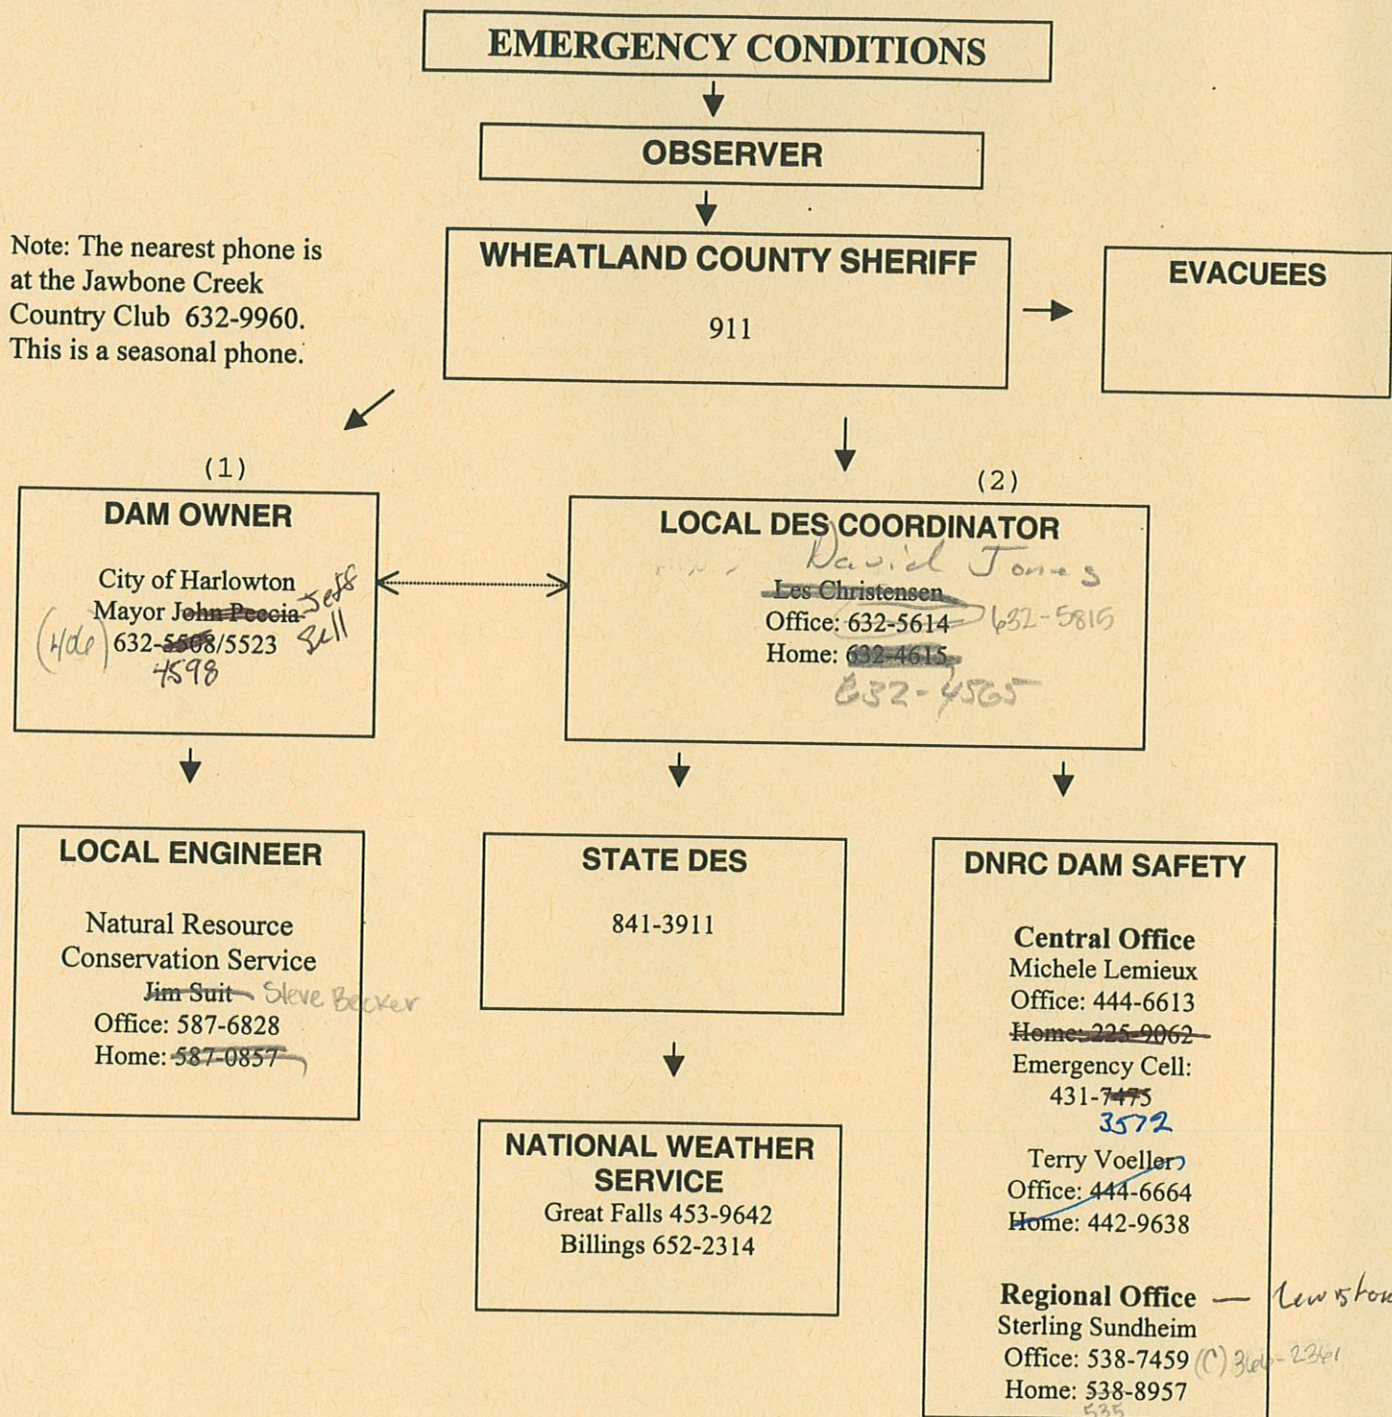 EMERGENCY CONDITIONS
OBSERVER
WHEATLAND COUNTY SHERIFF
911
EVACUEES
Note: The nearest phone is
at the Jawbone Creek
Country Club 632-9960.
This is a seasonal phone.
(1)
DAM OWNER
City of Harlowton
Mayor John Peccia Jeff
(406) 632-5508/5523
4598
(2)
LOCAL DES COORDINATOR
David Jones
Les Christensen
Office: 632-5614 632-5815
Home: 632-4615
632-4565
LOCAL ENGINEER
Natural Resource
Conservation Service
Jim Suit Steve Becker
Office: 587-6828
Home: 587-0857
STATE DES
841-3911
NATIONAL WEATHER
SERVICE
Great Falls 453-9642
Billings 652-2314
DNRC DAM SAFETY
Central Office
Michele Lemieux
Office: 444-6613
Home: 225-9062
Emergency Cell:
431-7475
3572
Terry Voeller
Office: 444-6664
Home: 442-9638
Regional Office — Lewistown
Sterling Sundheim
Office: 538-7459 (C) 366-2361
Home: 538-8957
535